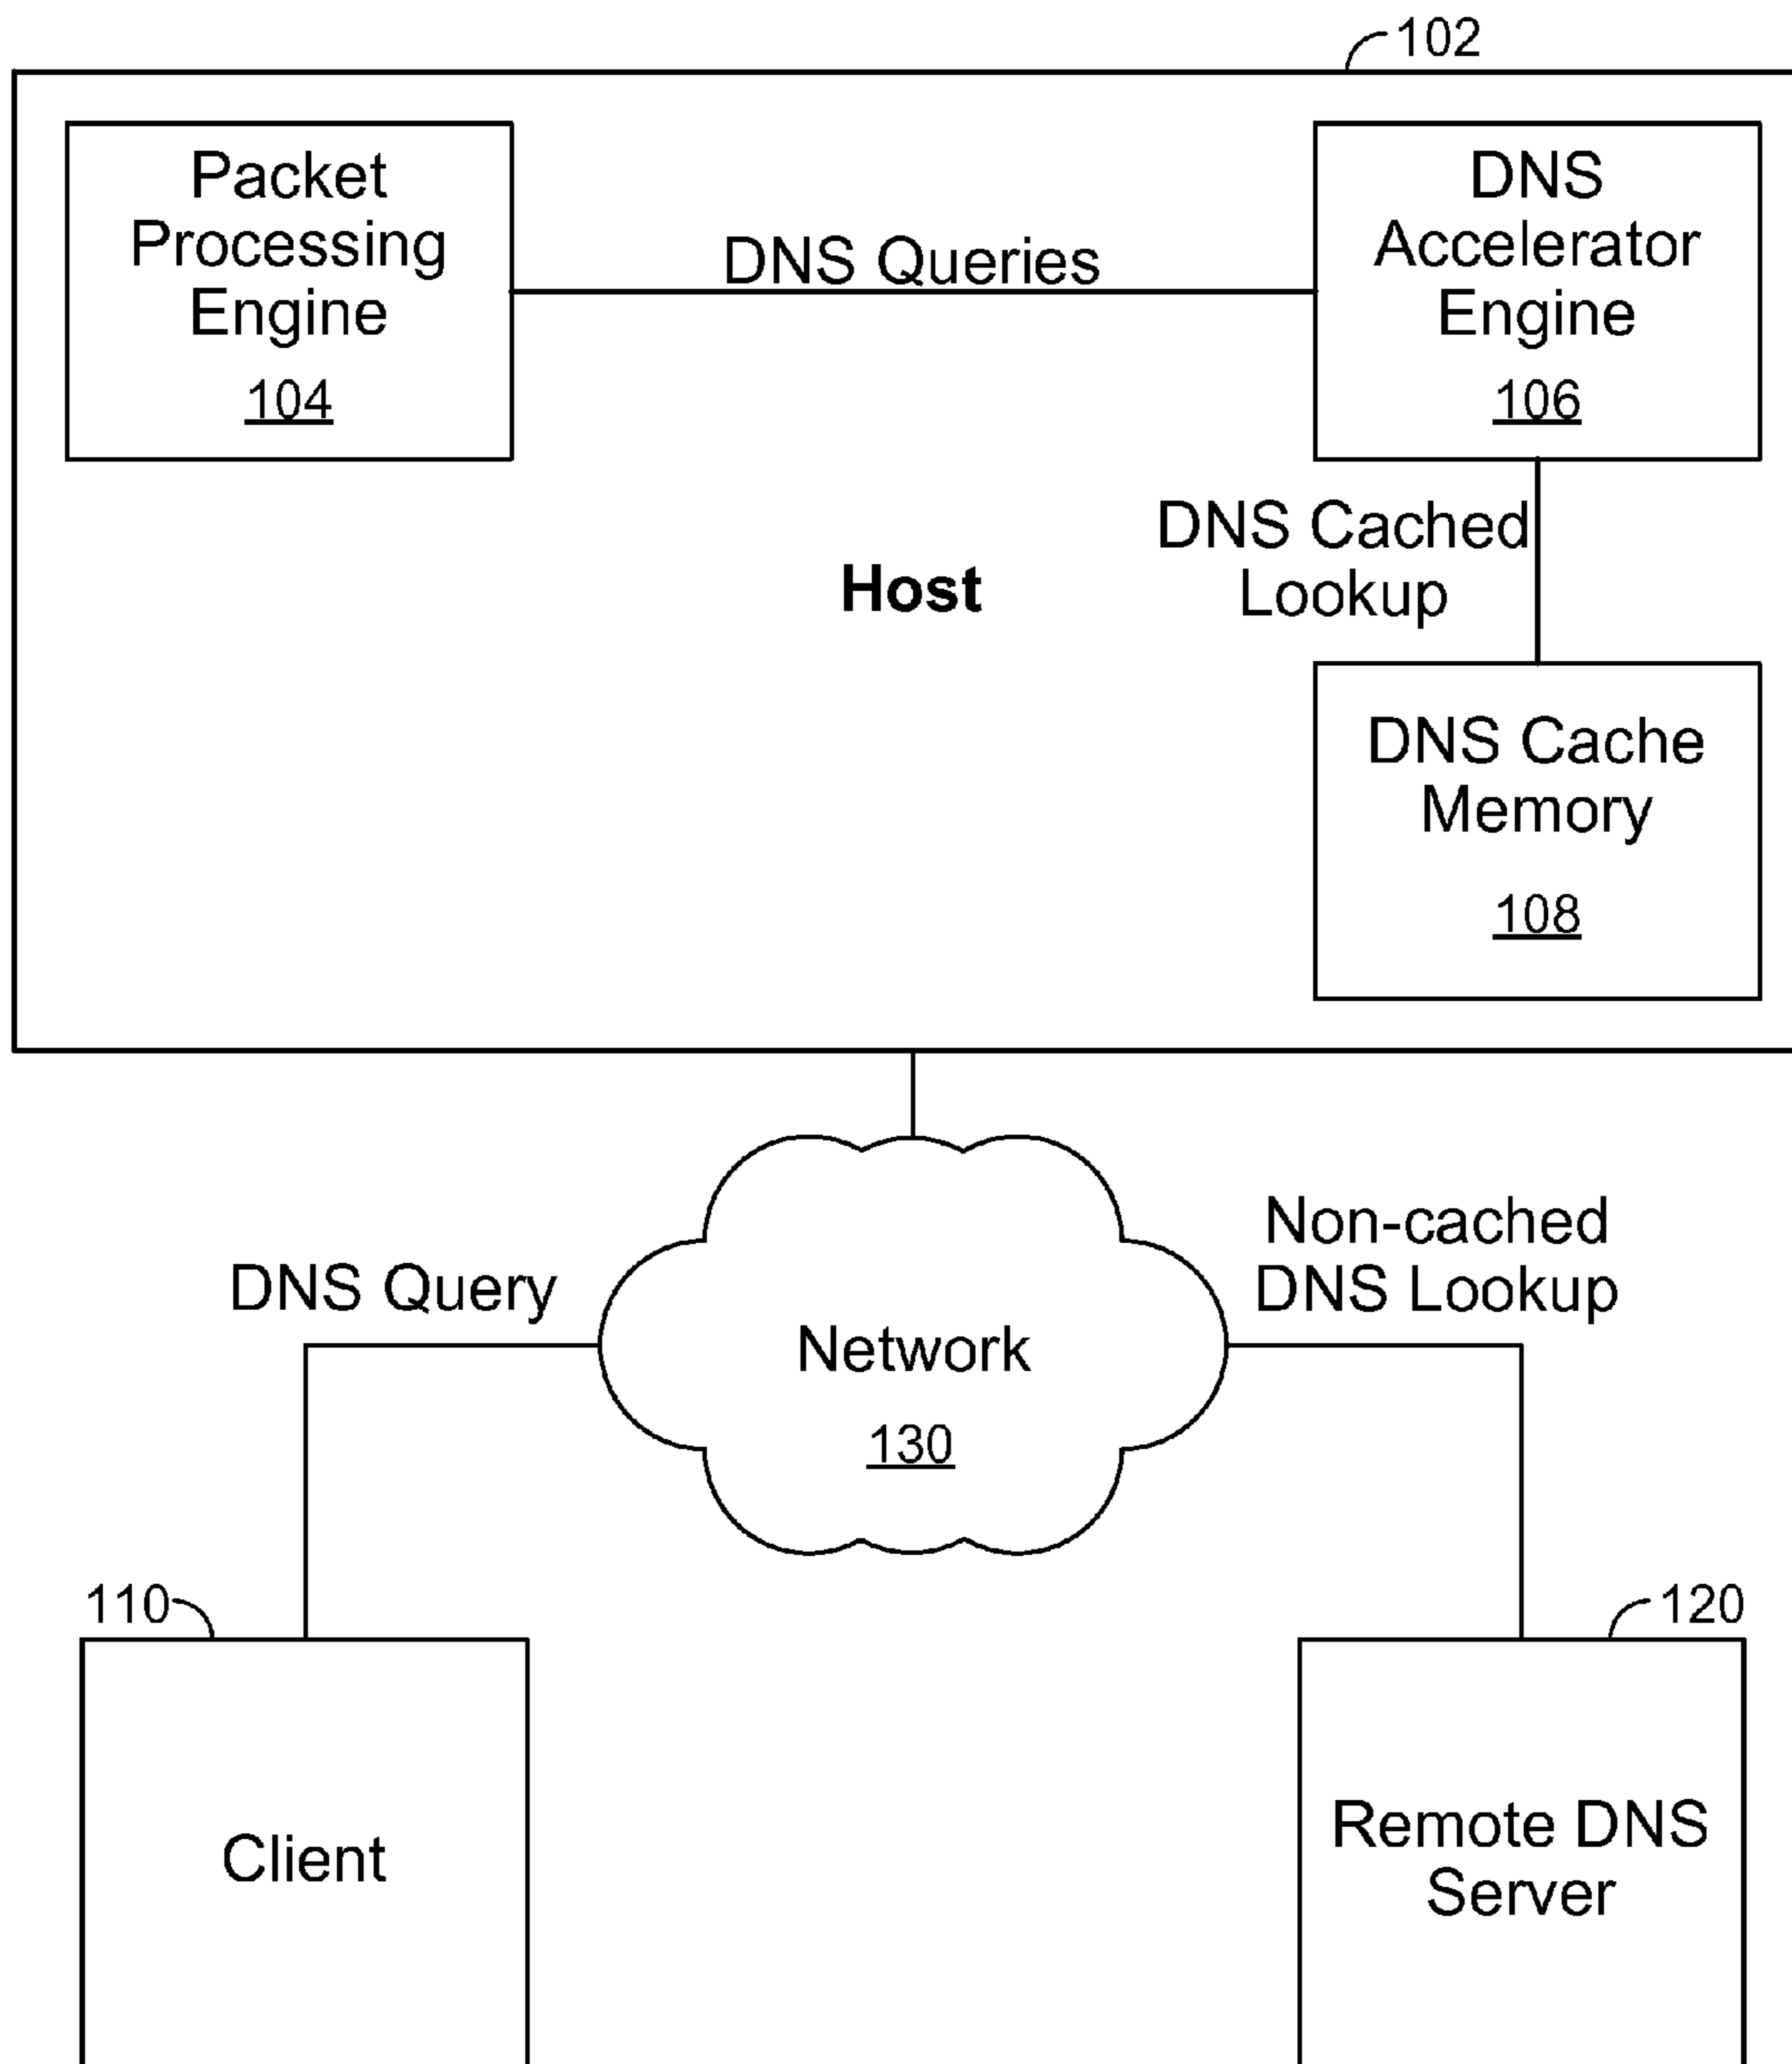 102
Packet
Processing
Engine
104
DNS Queries
DNS
Accelerator
Engine
106
DNS Cached
Lookup
Host
DNS Cache
Memory
108
Non-cached
DNS Lookup
DNS Query
Network
130
110
120
Client
Remote DNS
Server